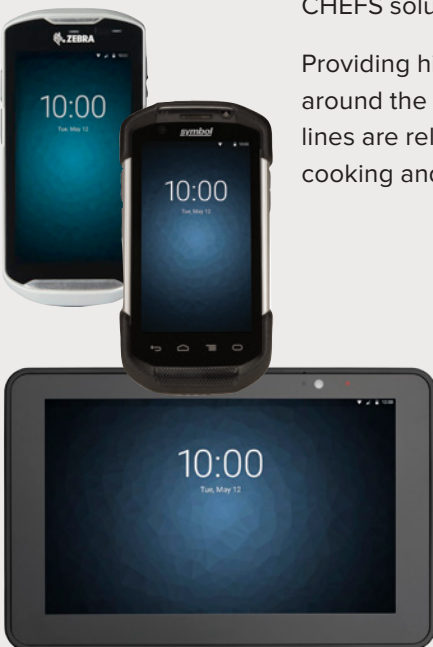 CHEFS solu
Providing h
around the
lines are rel
cooking and
ZEBRA
10:00
Tue, May 12
symbol
10:00
Tue, May 12
10:00
Tue, May 12